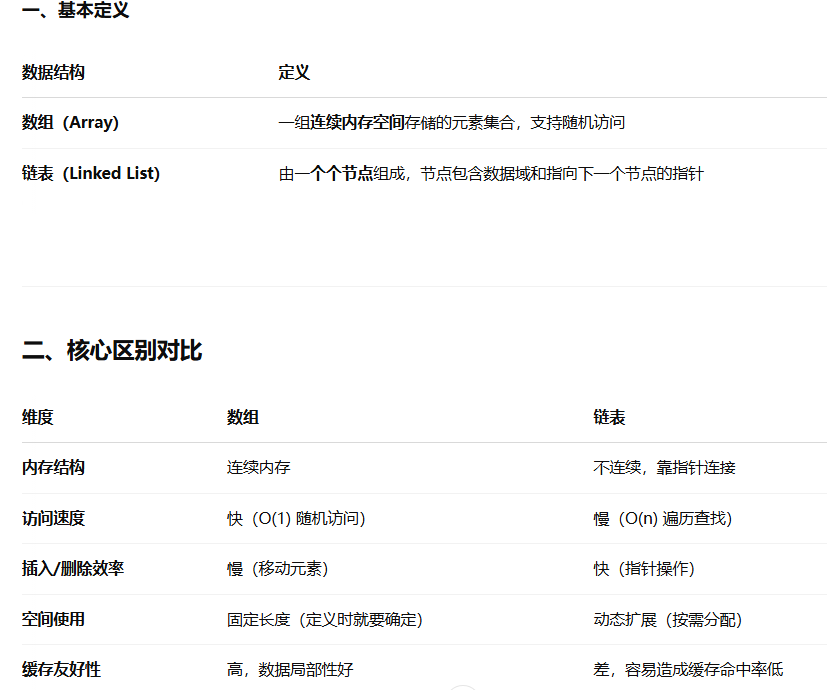 一、基本定义
数据结构 定义
数组（Array） 一组连续内存空间存储的元素集合，支持随机访问
链表（Linked List） 由一个个节点组成，节点包含数据域和指向下一个节点的指针
二、核心区别对比
维度 数组 链表
内存结构 连续内存 不连续，靠指针连接
访问速度 快（O(1) 随机访问） 慢（O(n) 遍历查找）
插入/删除效率 慢（移动元素） 快（指针操作）
空间使用 固定长度（定义时就要确定） 动态扩展（按需分配）
缓存友好性 高，数据局部性好 差，容易造成缓存命中率低